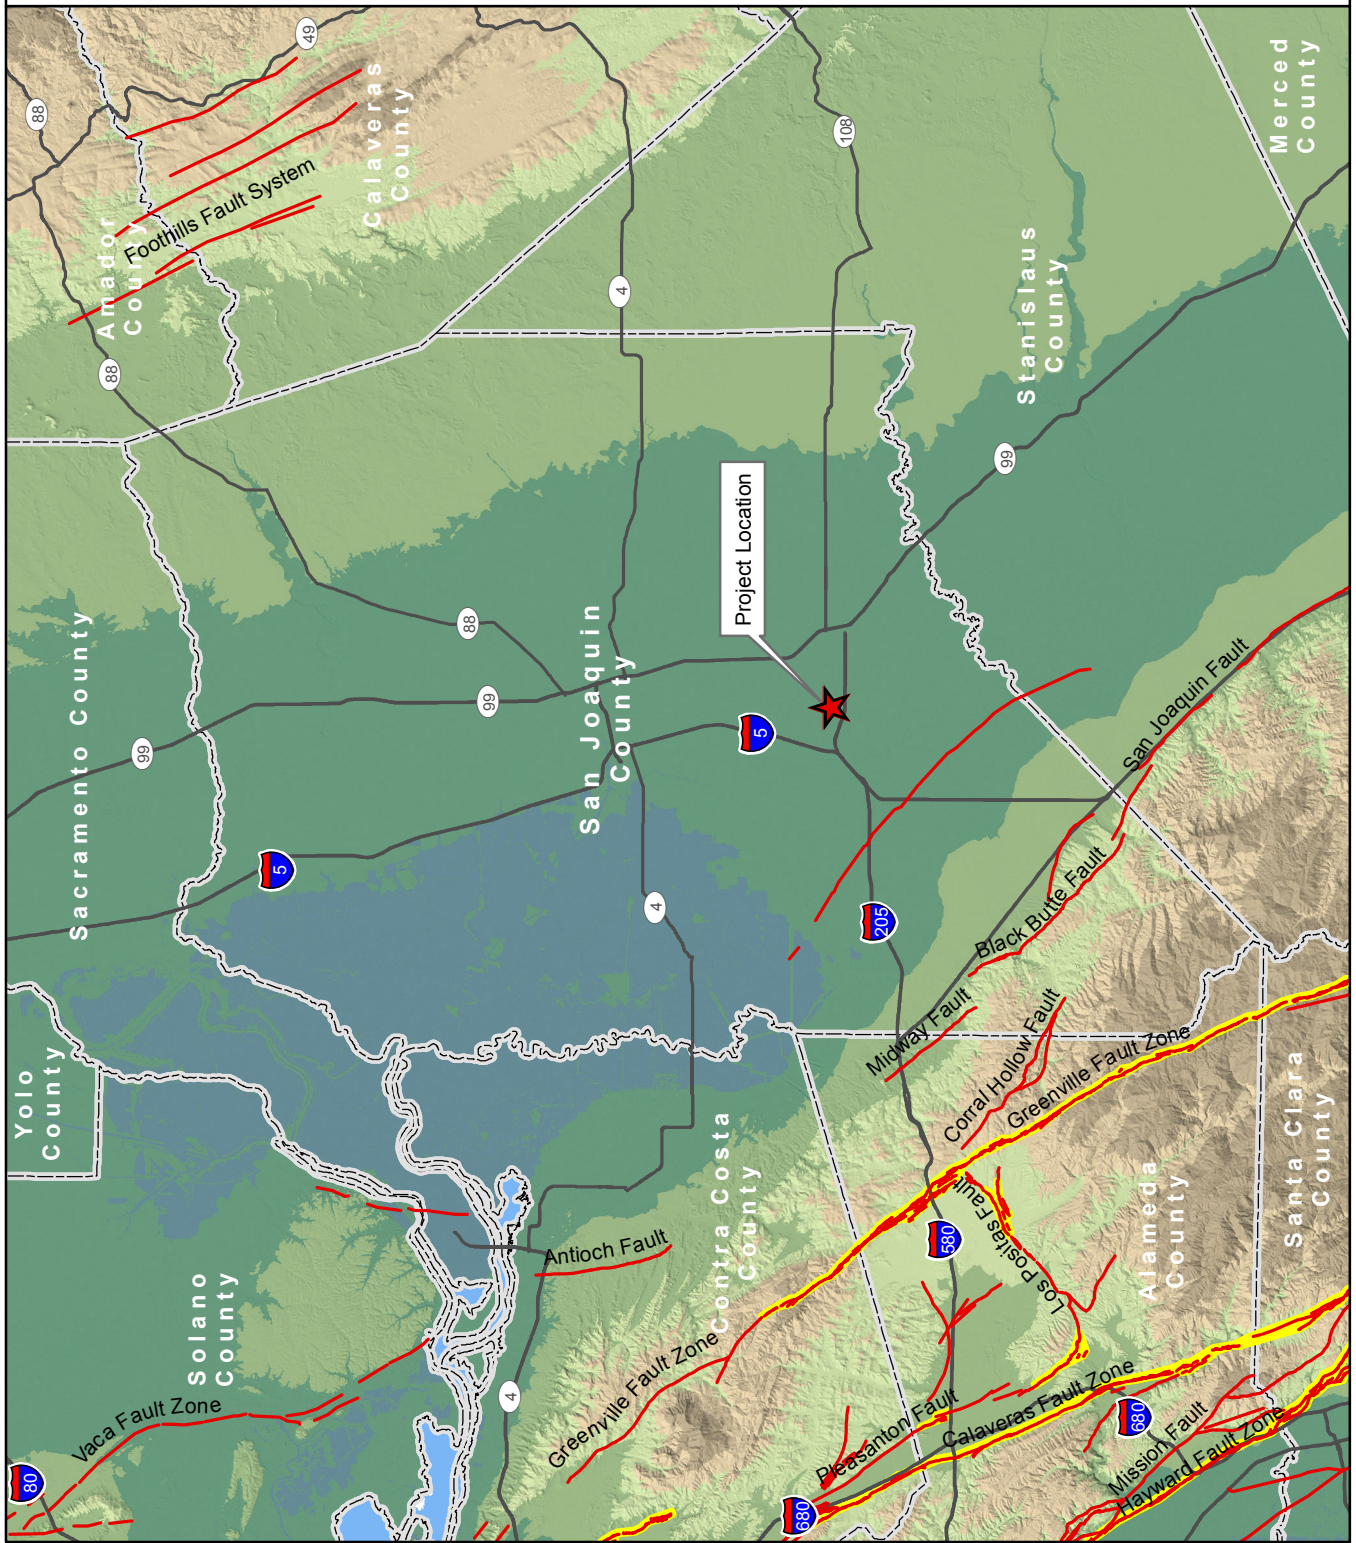 49
88
Calaveras
County
Merced
County
108
Foothills Fault System
Amador
County
4
Stanislaus
County
88
99
Project Location
88
Sacramento County
99
99
San Joaquin
County
5
San Joaquin Fault
5
4
205
Black Butte Fault
Yolo
County
Midway Fault
Corral Hollow Fault
Greenville Fault Zone
Contra Costa
County
Santa Clara
County
Alameda
County
Los Positas Fault
580
Antioch Fault
Solano
County
Greenville Fault Zone
4
Vaca Fault Zone
Pleasanton Fault
Calaveras Fault Zone
680
Mission Fault
Hayward Fault Zone
80
680